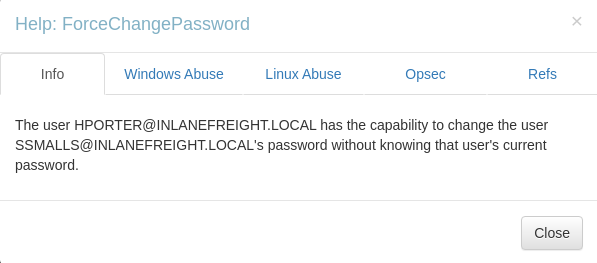 Help: ForceChangePassword
×
Info
Windows Abuse
Linux Abuse
Opsec
Refs
The user HPORTER@INLANEFREIGHT.LOCAL has the capability to change the user
SSMALLS@INLANEFREIGHT.LOCAL's password without knowing that user's current
password.
Close